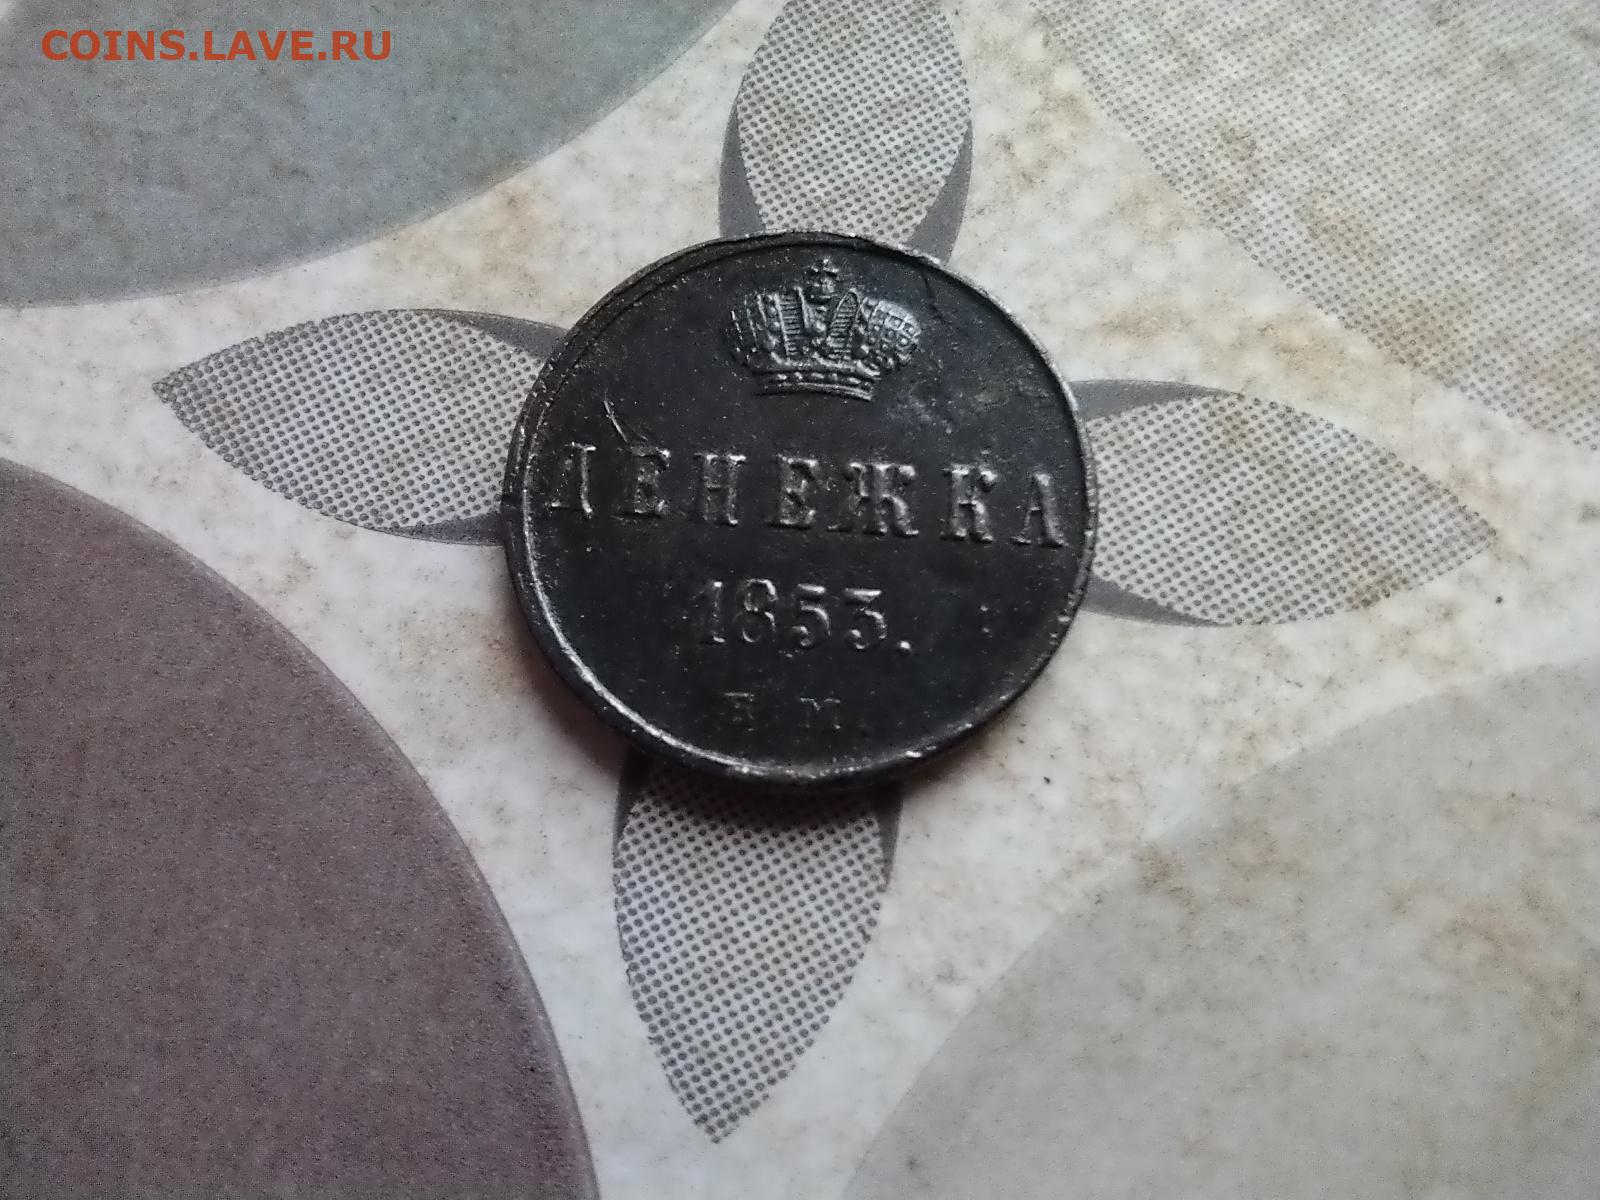 COINS.LAVE.RU
ДЕНЕЖКА
1853.
Е М